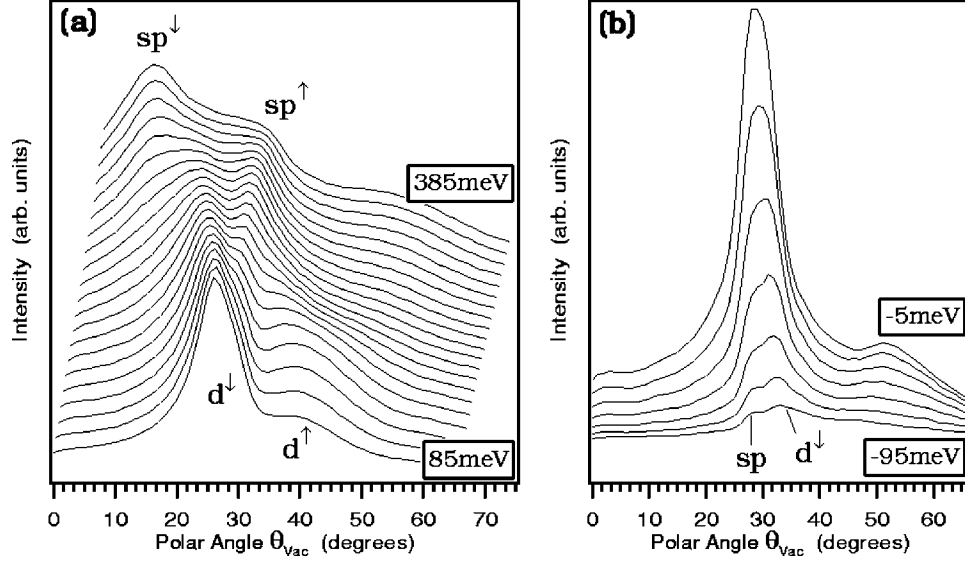 (a)
sp↓
sp↑
385meV
d↓
d↑
85meV
Intensity (arb. units)
0 10 20 30 40 50 60 70
Polar Angle θVac (degrees)
(b)
-5meV
sp
d↓
-95meV
Intensity (arb. units)
0 10 20 30 40 50 60
Polar Angle θVac (degrees)